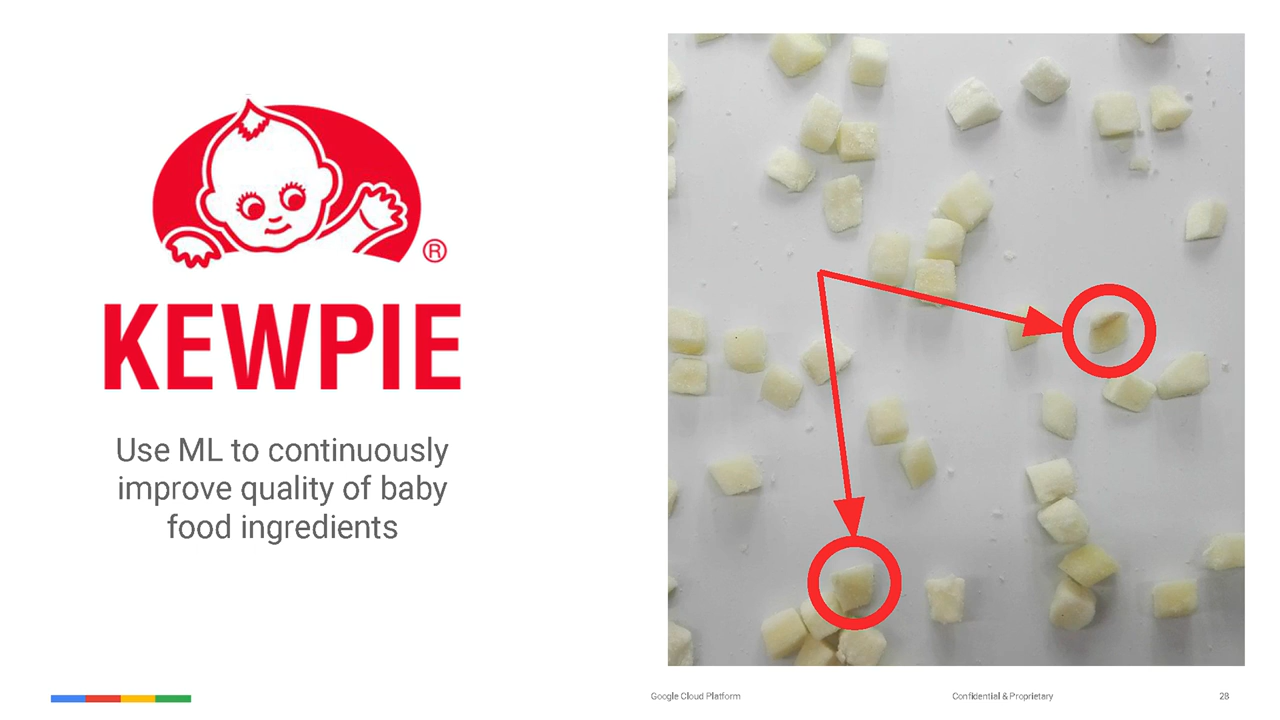 ®
KEWPIE
Use ML to continuously
improve quality of baby
food ingredients
Google Cloud Platform
Confidential & Proprietary
28